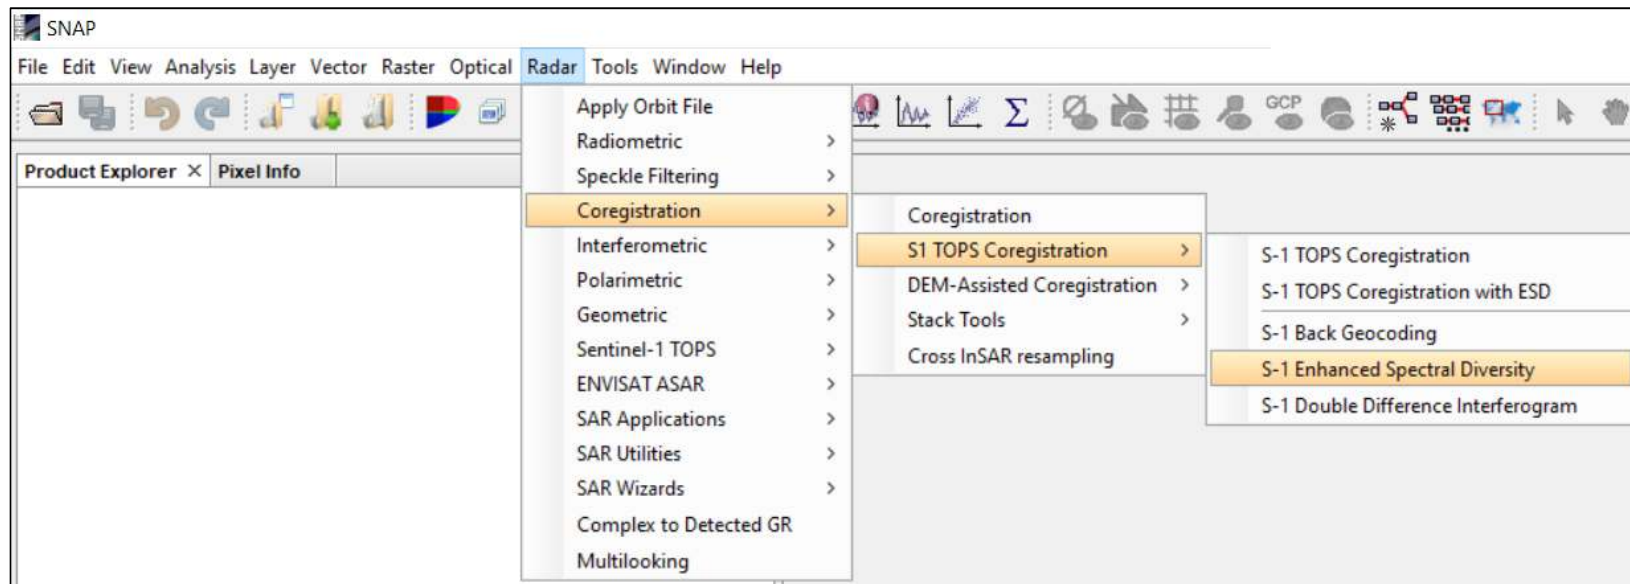 SNAP
File Edit View Analysis Layer Vector Raster Optical Radar Tools Window Help
GCP
Product Explorer × Pixel Info
Apply Orbit File
Radiometric >
Speckle Filtering >
Coregistration >
Interferometric >
Polarimetric >
Geometric >
Sentinel-1 TOPS >
ENVISAT ASAR >
SAR Applications >
SAR Utilities >
SAR Wizards >
Complex to Detected GR
Multilooking
Coregistration
S1 TOPS Coregistration >
DEM-Assisted Coregistration >
Stack Tools >
Cross InSAR resampling
S-1 TOPS Coregistration
S-1 TOPS Coregistration with ESD
S-1 Back Geocoding
S-1 Enhanced Spectral Diversity
S-1 Double Difference Interferogram